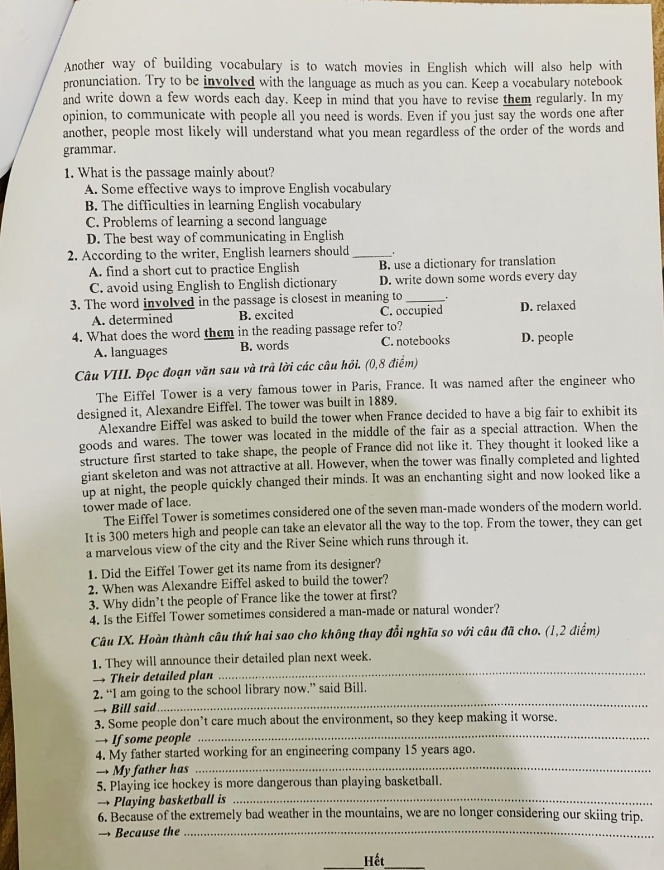 Another way of building vocabulary is to watch movies in English which will also help with
pronunciation. Try to be involved with the language as much as you can. Keep a vocabulary notebook
and write down a few words each day. Keep in mind that you have to revise them regularly. In my
opinion, to communicate with people all you need is words. Even if you just say the words one after
another, people most likely will understand what you mean regardless of the order of the words and
grammar.
1. What is the passage mainly about?
A. Some effective ways to improve English vocabulary
B. The difficulties in learning English vocabulary
C. Problems of learning a second language
D. The best way of communicating in English
2. According to the writer, English learners should ______.
A. find a short cut to practice English B. use a dictionary for translation
C. avoid using English to English dictionary D. write down some words every day
3. The word involved in the passage is closest in meaning to ______.
A. determined B. excited C. occupied D. relaxed
4. What does the word them in the reading passage refer to?
A. languages B. words C. notebooks D. people
Câu VIII. Đọc đoạn văn sau và trả lời các câu hỏi. (0,8 điểm)
The Eiffel Tower is a very famous tower in Paris, France. It was named after the engineer who
designed it, Alexandre Eiffel. The tower was built in 1889.
Alexandre Eiffel was asked to build the tower when France decided to have a big fair to exhibit its
goods and wares. The tower was located in the middle of the fair as a special attraction. When the
structure first started to take shape, the people of France did not like it. They thought it looked like a
giant skeleton and was not attractive at all. However, when the tower was finally completed and lighted
up at night, the people quickly changed their minds. It was an enchanting sight and now looked like a
tower made of lace.
The Eiffel Tower is sometimes considered one of the seven man-made wonders of the modern world.
It is 300 meters high and people can take an elevator all the way to the top. From the tower, they can get
a marvelous view of the city and the River Seine which runs through it.
1. Did the Eiffel Tower get its name from its designer?
2. When was Alexandre Eiffel asked to build the tower?
3. Why didn't the people of France like the tower at first?
4. Is the Eiffel Tower sometimes considered a man-made or natural wonder?
Câu IX. Hoàn thành câu thứ hai sao cho không thay đổi nghĩa so với câu đã cho. (1,2 điểm)
1. They will announce their detailed plan next week.
→ Their detailed plan ............
2. "I am going to the school library now." said Bill.
→ Bill said............
3. Some people don't care much about the environment, so they keep making it worse.
→ If some people ............
4. My father started working for an engineering company 15 years ago.
→ My father has ............
5. Playing ice hockey is more dangerous than playing basketball.
→ Playing basketball is ............
6. Because of the extremely bad weather in the mountains, we are no longer considering our skiing trip.
→ Because the ............
______Hết______